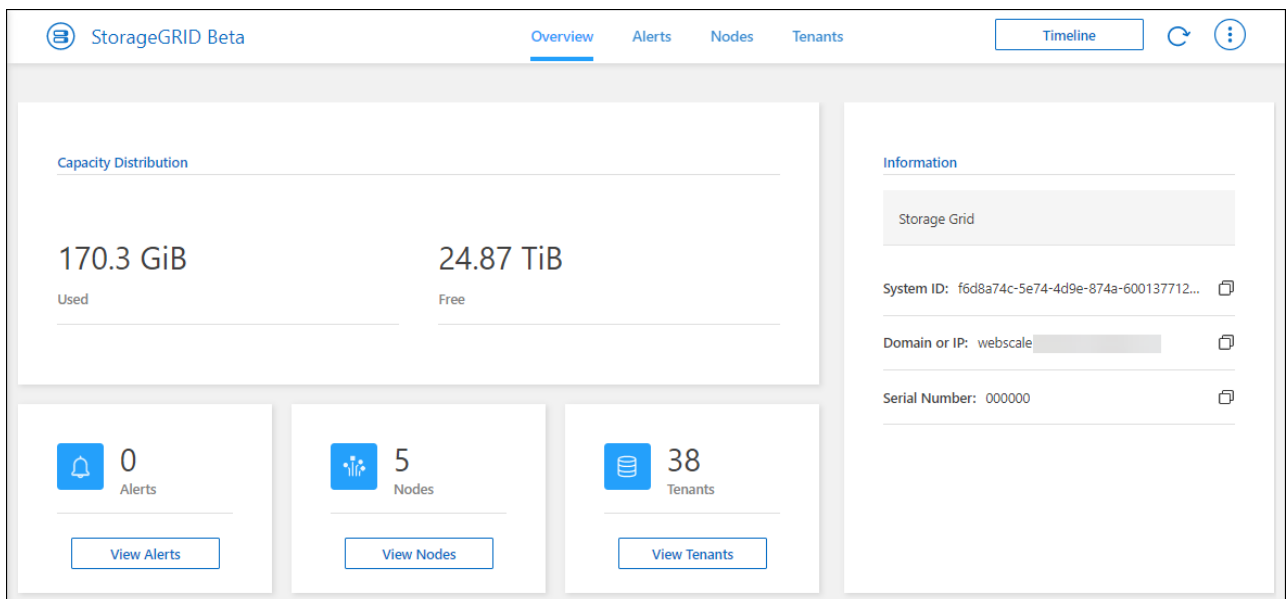 StorageGRID Beta
Overview
Alerts
Nodes
Tenants
Timeline
Capacity Distribution
170.3 GiB
Used
24.87 TiB
Free
Information
Storage Grid
System ID: f6d8a74c-5e74-4d9e-874a-600137712...
Domain or IP: webscale
Serial Number: 000000
0
Alerts
View Alerts
5
Nodes
View Nodes
38
Tenants
View Tenants